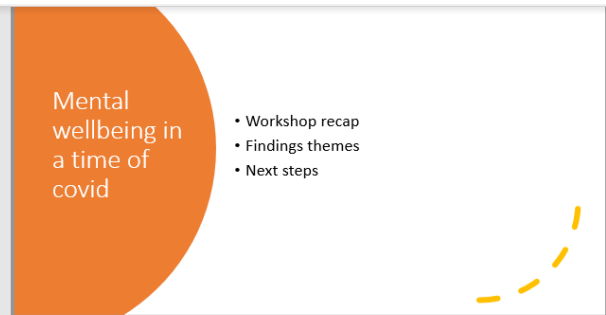 Mental
wellbeing in
a time of
covid
• Workshop recap
• Findings themes
• Next steps